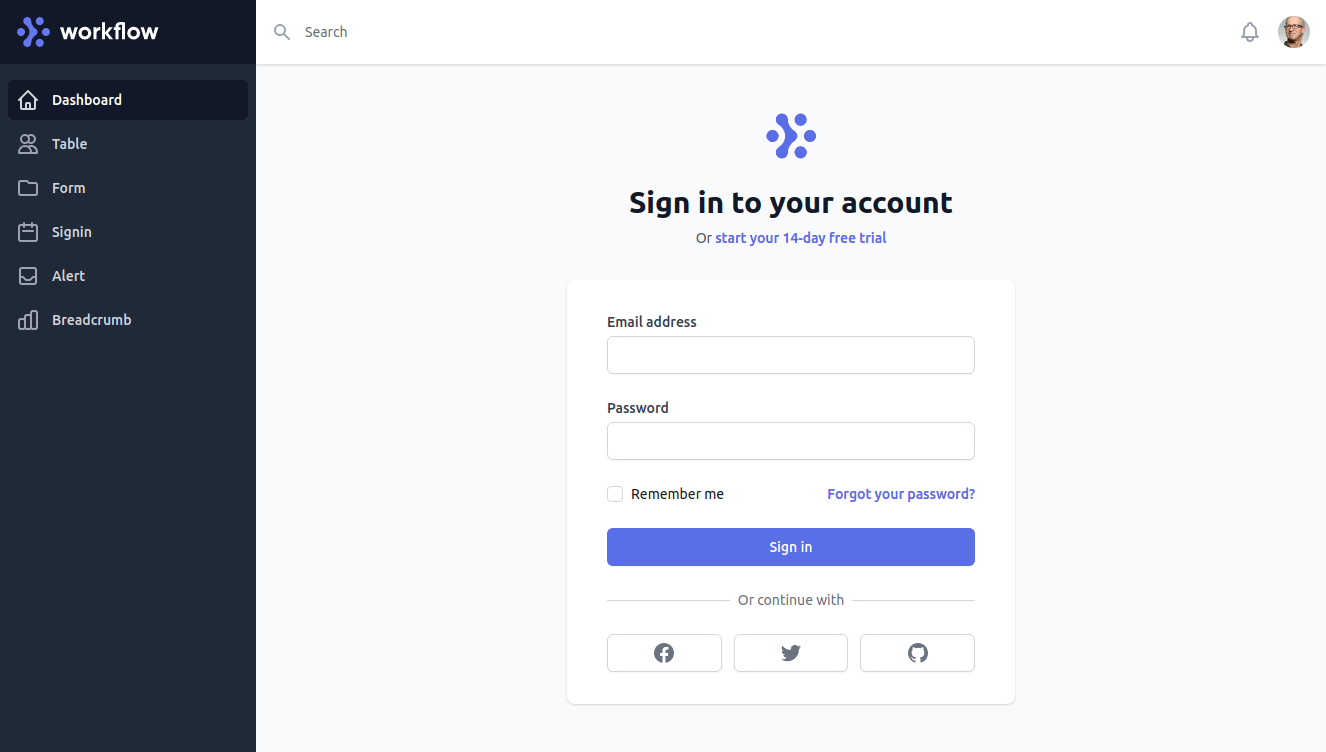 workflow
Search
Dashboard
Table
Form
Signin
Alert
Breadcrumb
Sign in to your account
Or start your 14-day free trial
Email address
Password
Remember me
Forgot your password?
Sign in
Or continue with